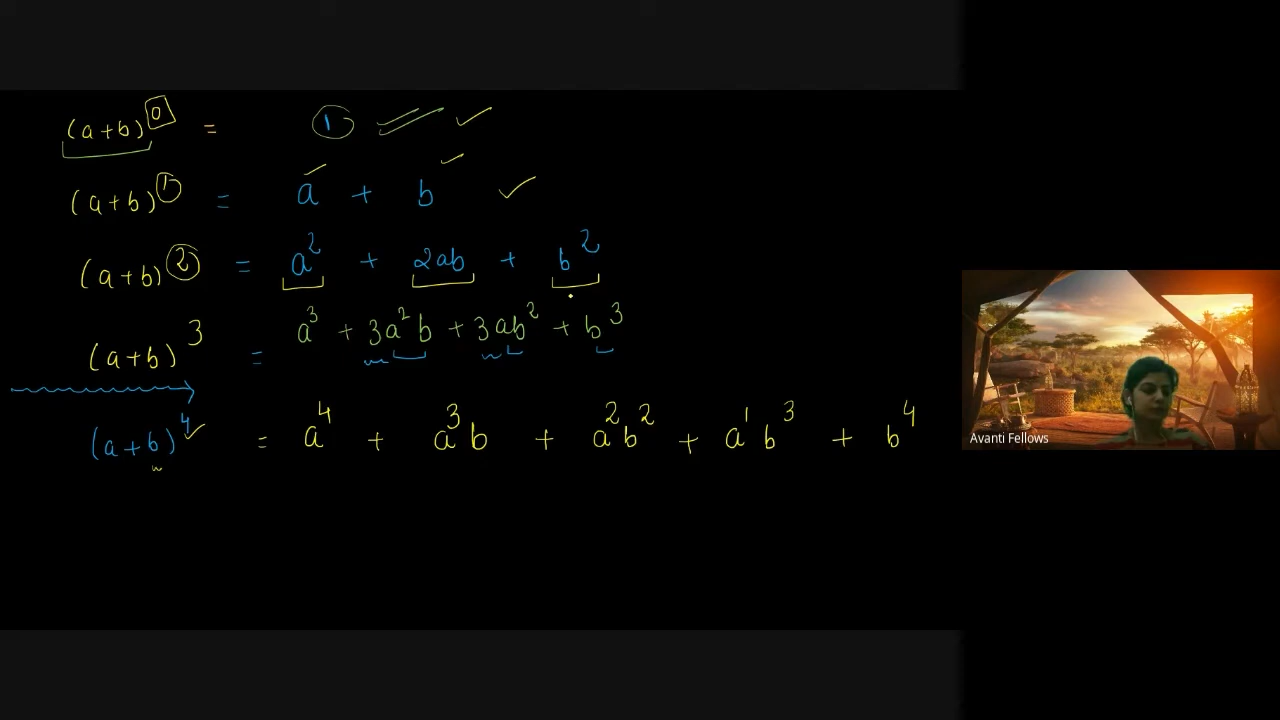 (a+b)^0 = 1
(a+b)^1 = a + b
(a+b)^2 = a^2 + 2ab + b^2
(a+b)^3 = a^3 + 3a^2b + 3ab^2 + b^3
(a+b)^4 = a^4 + a^3b + a^2b^2 + a^1b^3 + b^4
Avanti Fellows